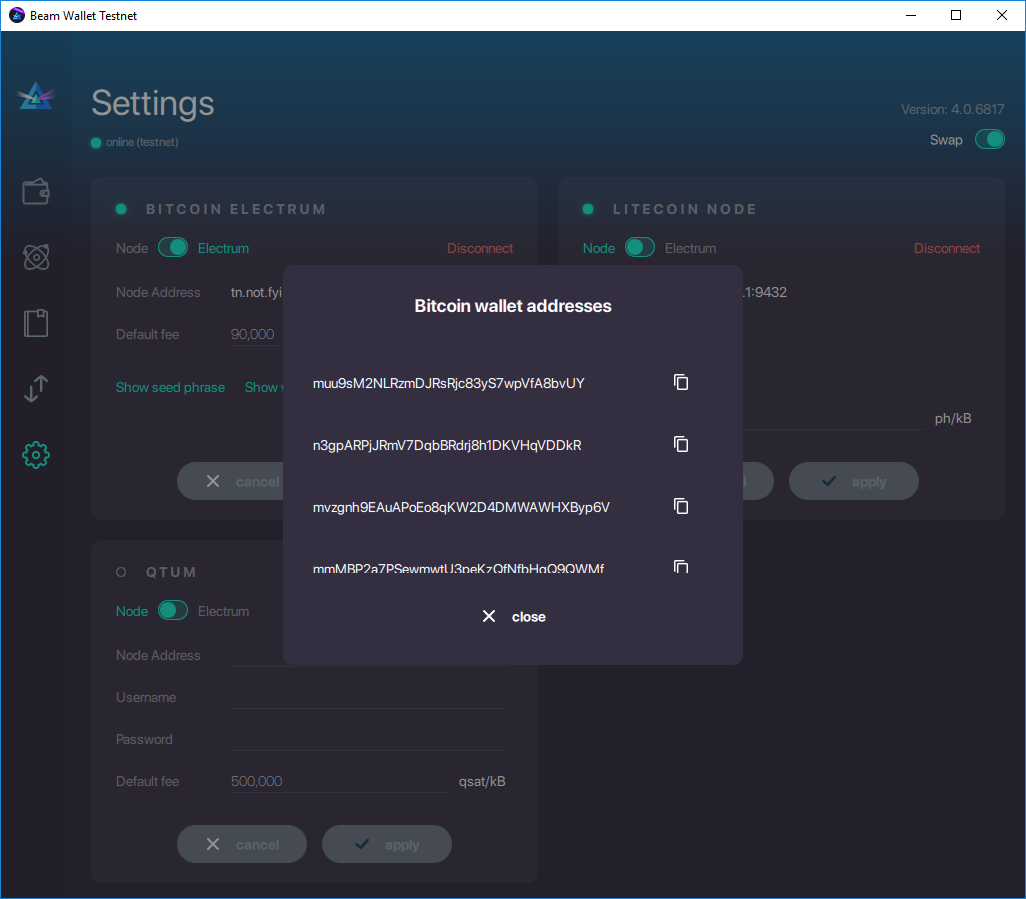 Beam Wallet Testnet
Settings
online (testnet)
Version: 4.0.6817
Swap
BITCOIN ELECTRUM
Node Electrum Disconnect
Node Address tn.not.fyi
Default fee 90,000
Show seed phrase Show
cancel
LITECOIN NODE
Node Electrum Disconnect
1:9432
ph/kB
apply
Bitcoin wallet addresses
muu9sM2NLRzmDJRsRjc83yS7wpVfA8bvUY
n3gpARPjJRmV7DqbBRdrj8h1DKVHqVDDkR
mvzgnh9EAuAPoEo8qKW2D4DMWAWHXByp6V
close
QTUM
Node Electrum
Node Address
Username
Password
Default fee 500,000 qsat/kB
cancel apply